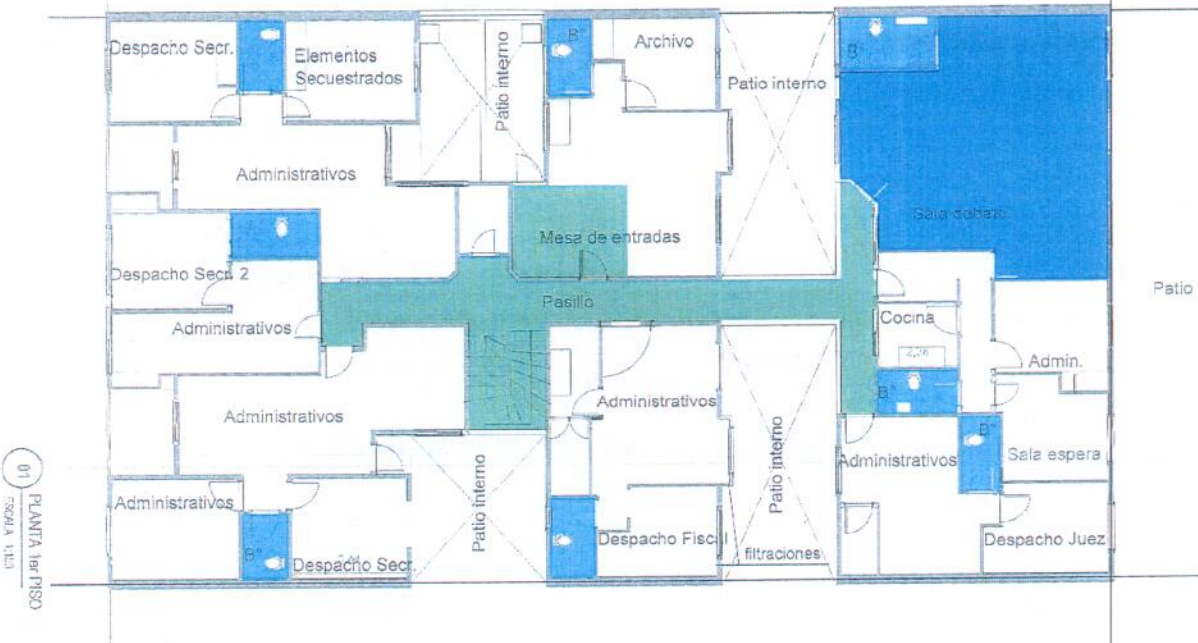 Despacho Secr.
Elementos
Secuestrados
Patio interno
B°
Archivo
Patio interno
B°
Administrativos
Sala debate
Mesa de entradas
Despacho Secr. 2
Pasillo
Patio
Cocina
Administrativos
Admin.
B°
Administrativos
Administrativos
Patio interno
Patio interno
Administrativos
B°
Sala espera
Administrativos
B°
Despacho Secr.
Despacho Fiscal
filtraciones
Despacho Juez
01
PLANTA 1er PISO